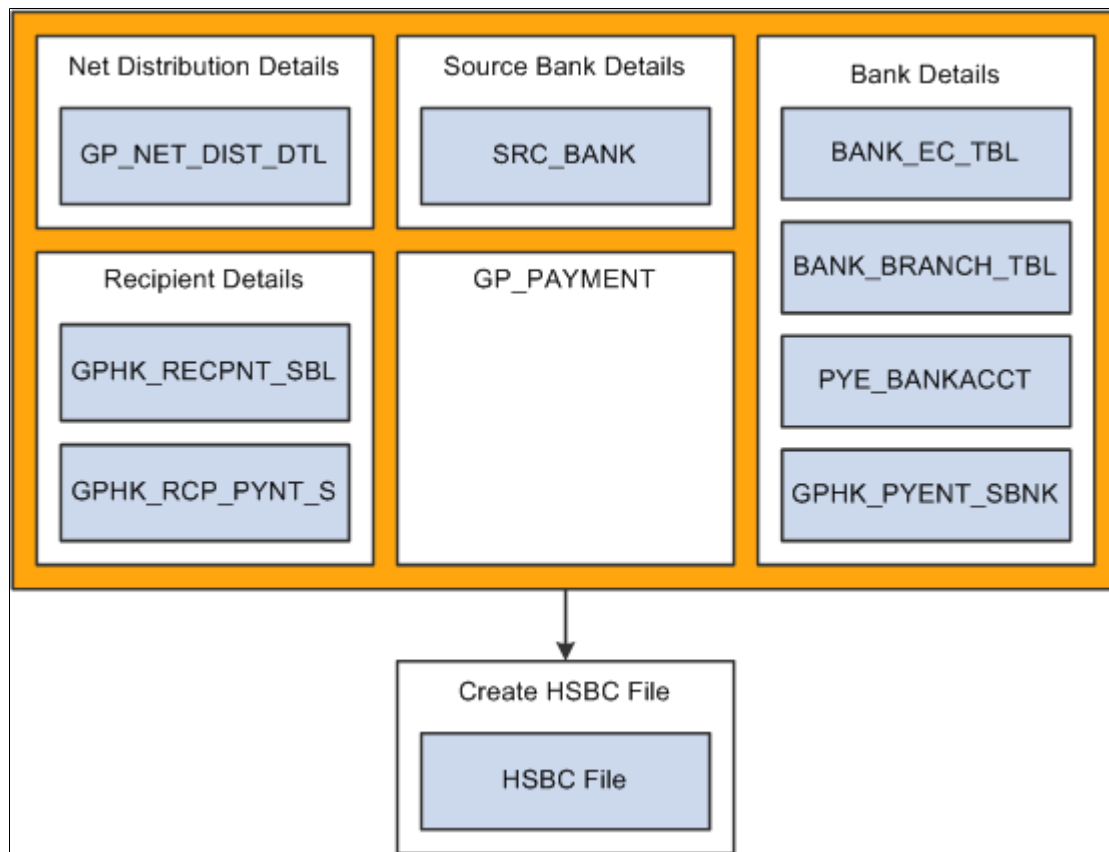 Net Distribution Details
GP_NET_DIST_DTL
Source Bank Details
SRC_BANK
Bank Details
BANK_EC_TBL
BANK_BRANCH_TBL
PYE_BANKACCT
GPHK_PYENT_SBNK
Recipient Details
GPHK_RECPNT_SBL
GPHK_RCP_PYNT_S
GP_PAYMENT
Create HSBC File
HSBC File